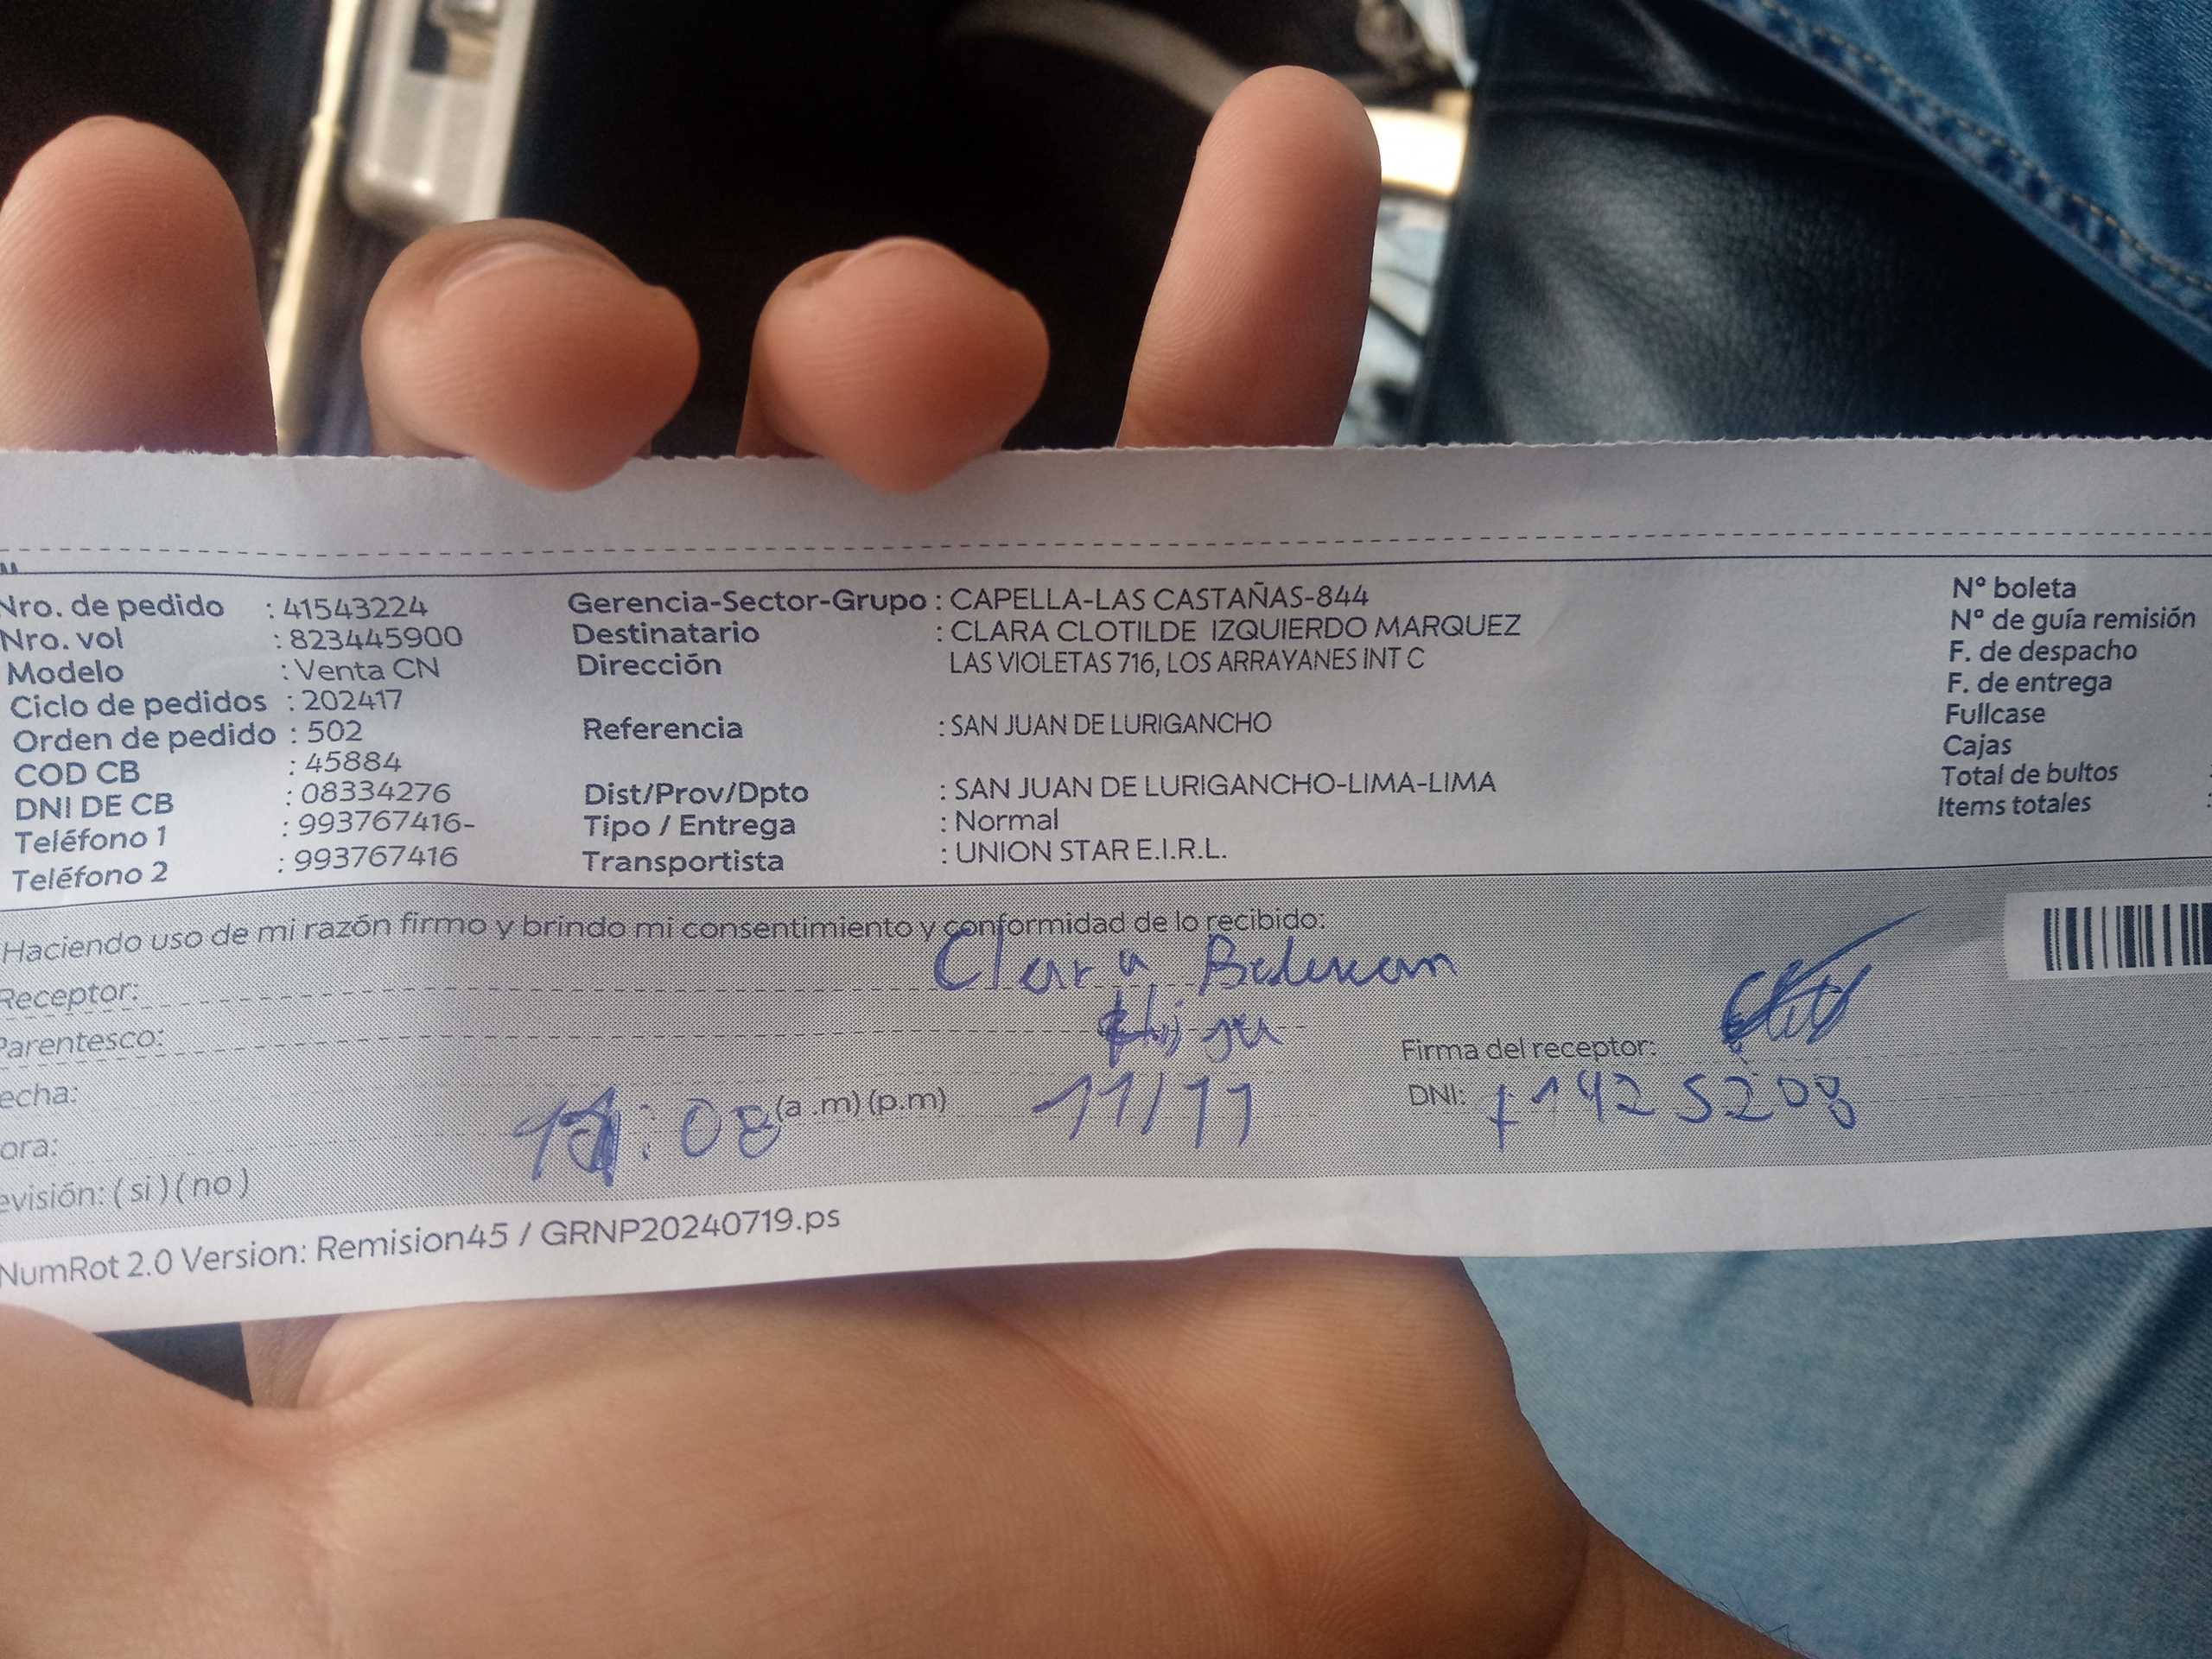 Nro. de pedido : 41543224 Gerencia-Sector-Grupo : CAPELLA-LAS CASTAÑAS-844 N° boleta
Nro. vol : 823445900 Destinatario : CLARA CLOTILDE IZQUIERDO MARQUEZ N° de guía remisión
Modelo : Venta CN Dirección LAS VIOLETAS 716, LOS ARRAYANES INT C F. de despacho
Ciclo de pedidos : 202417 F. de entrega
Orden de pedido : 502 Referencia : SAN JUAN DE LURIGANCHO Fullcase
COD CB : 45884 Cajas
DNI DE CB : 08334276 Dist/Prov/Dpto : SAN JUAN DE LURIGANCHO-LIMA-LIMA Total de bultos :
Teléfono 1 : 993767416- Tipo / Entrega : Normal Items totales :
Teléfono 2 : 993767416 Transportista : UNION STAR E.I.R.L.
Haciendo uso de mi razón firmo y brindo mi consentimiento y conformidad de lo recibido:
Receptor: Clara
Parentesco: hija Firma del receptor:
echa: 11/11 DNI:
ora: :08 (a .m) (p.m)
evisión: ( si ) ( no )
NumRot 2.0 Version: Remision45 / GRNP20240719.ps